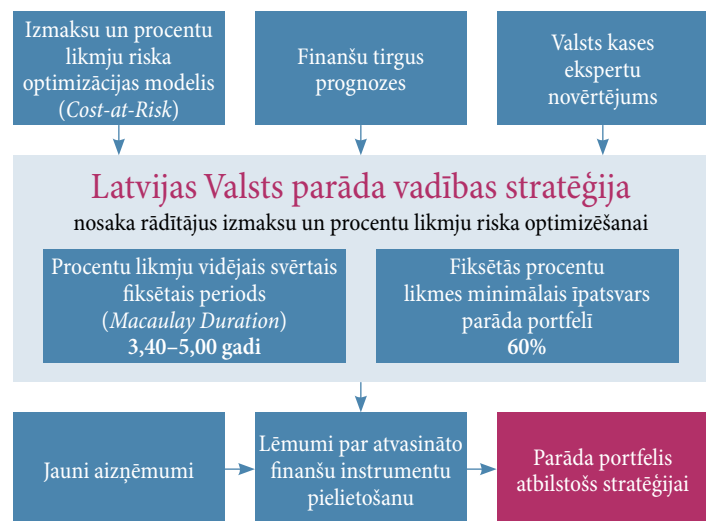 Izmaksu un procentu
likmju riska
optimizācijas modelis
(Cost-at-Risk)
Finanšu tirgus
prognozes
Valsts kases
ekspertu
novērtējums
Latvijas Valsts parāda vadības stratēģija
nosaka rādītājus izmaksu un procentu likmju riska optimizēšanai
Procentu likmju vidējais svērtais
fiksētais periods
(Macaulay Duration)
3,40–5,00 gadi
Fiksētās procentu
likmes minimālais īpatsvars
parāda portfelī
60%
Jauni aizņēmumi
Lēmumi par atvasināto
finanšu instrumentu
pielietošanu
Parāda portfelis
atbilstošs stratēģijai